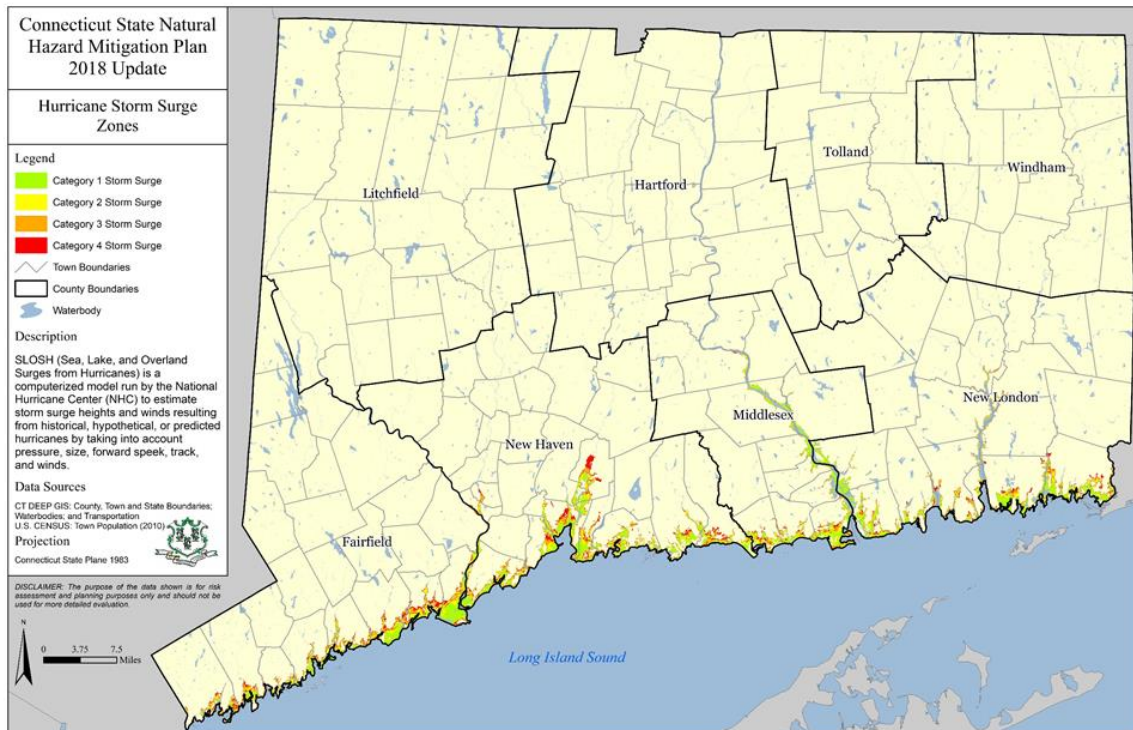 Connecticut State Natural
Hazard Mitigation Plan
2018 Update
Hurricane Storm Surge
Zones
Legend
Category 1 Storm Surge
Category 2 Storm Surge
Category 3 Storm Surge
Category 4 Storm Surge
Town Boundaries
County Boundaries
Waterbody
Description
SLOSH (Sea, Lake, and Overland
Surges from Hurricanes) is a
computerized model run by the National
Hurricane Center (NHC) to estimate
storm surge heights and winds resulting
from historical, hypothetical, or predicted
hurricanes by taking into account
pressure, size, forward speek, track,
and winds.
Data Sources
CT DEEP GIS: County, Town and State Boundaries;
Waterbodies; and Transportation
U.S. CENSUS: Town Population (2010)
Projection
Connecticut State Plane 1983
DISCLAIMER: The purpose of the data shown is for risk
assessment and planning purposes only and should not be
used for more detailed evaluation.
N
0 3.75 7.5
Miles
Litchfield
Hartford
Tolland
Windham
New Haven
Middlesex
New London
Fairfield
Long Island Sound